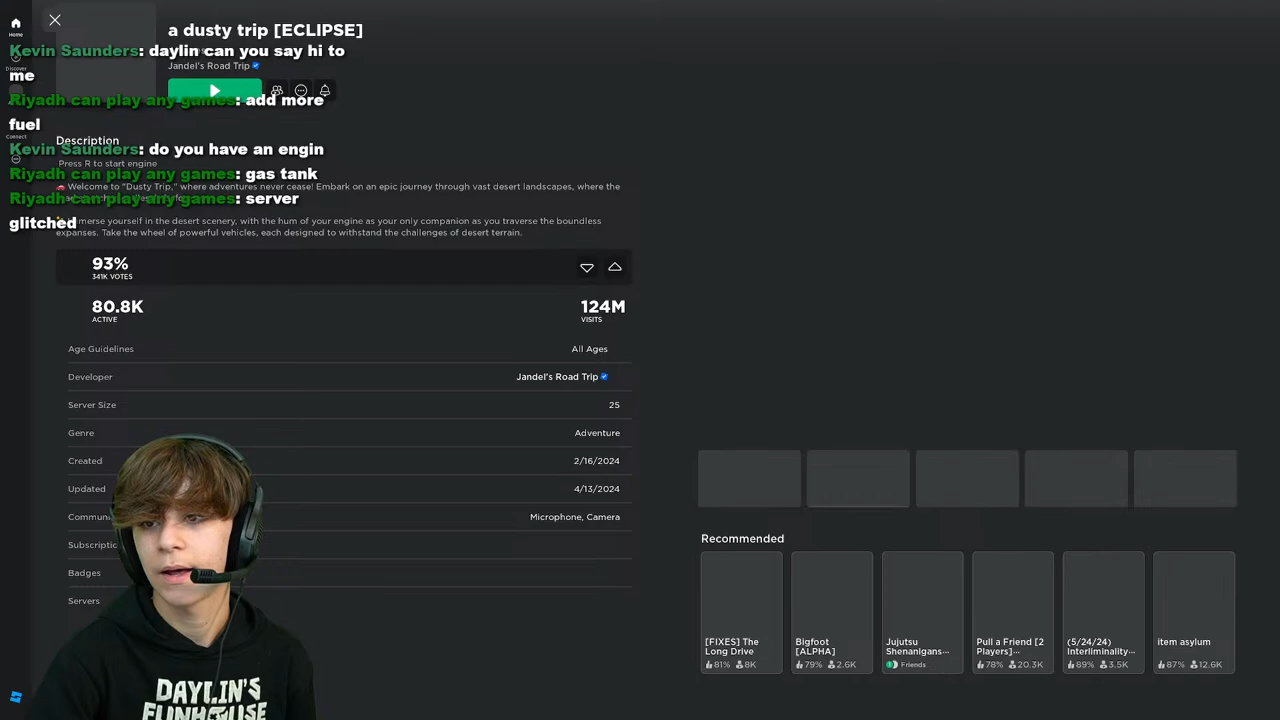 a dusty trip [ECLIPSE]
Kevin Saunders: daylin can you say hi to
me
Riyadh can play any games: add more
fuel
Kevin Saunders: do you have an engin
Riyadh can play any games: gas tank
Riyadh can play any games: server
glitched
Home
Discover
Connect
Jandel's Road Trip
Description
Press R to start engine
🚗 Welcome to "Dusty Trip," where adventures never cease! Embark on an epic journey through vast desert landscapes, where the
merse yourself in the desert scenery, with the hum of your engine as your only companion as you traverse the boundless
expanses. Take the wheel of powerful vehicles, each designed to withstand the challenges of desert terrain.
93%
341K VOTES
80.8K
ACTIVE
124M
VISITS
Age Guidelines All Ages
Developer Jandel's Road Trip
Server Size 25
Genre Adventure
Created 2/16/2024
Updated 4/13/2024
Commun Microphone, Camera
Subscriptio
Badges
Servers
Recommended
[FIXES] The
Long Drive
81% 8K
Bigfoot
[ALPHA]
79% 2.6K
Jujutsu
Shenanigans…
Friends
Pull a Friend [2
Players]…
78% 20.3K
(5/24/24)
Interliminality…
89% 3.5K
item asylum
87% 12.6K
DAYLIN'S
FUNHOUSE